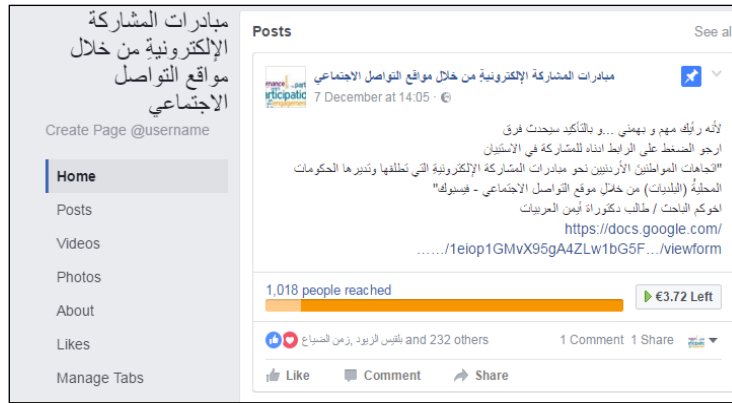 مبادرات المشاركة
الإلكترونيةِ من خلال
مواقع التواصل
الاجتماعي
Create Page @username
Home
Posts
Videos
Photos
About
Likes
Manage Tabs
Posts
See al
مبادرات المشاركة الإلكترونيةِ من خلال مواقع التواصل الاجتماعي
7 December at 14:05
لأنه رأيك مهم و يهمني ...و بالتأكيد سيحدث فرق
ارجو الضغط على الرابط ادناه للمشاركة في الاستبيان
"اتجاهات المواطنين الأردنيين نحو مبادرات المشاركة الإلكترونيةِ التي تطلقها وتديرها الحكومات
المحليةُ (البلديات) من خلال موقع التواصل الاجتماعي - فيسبوك"
اخوكم الباحث / طالب دكتوراة أيمن العربيات
https://docs.google.com/
……/1eiop1GMvX95gA4ZLw1bG5F…/viewform
1,018 people reached
€3.72 Left
بلقيس الزيود, زمن الضياع and 232 others
1 Comment 1 Share
Like Comment Share